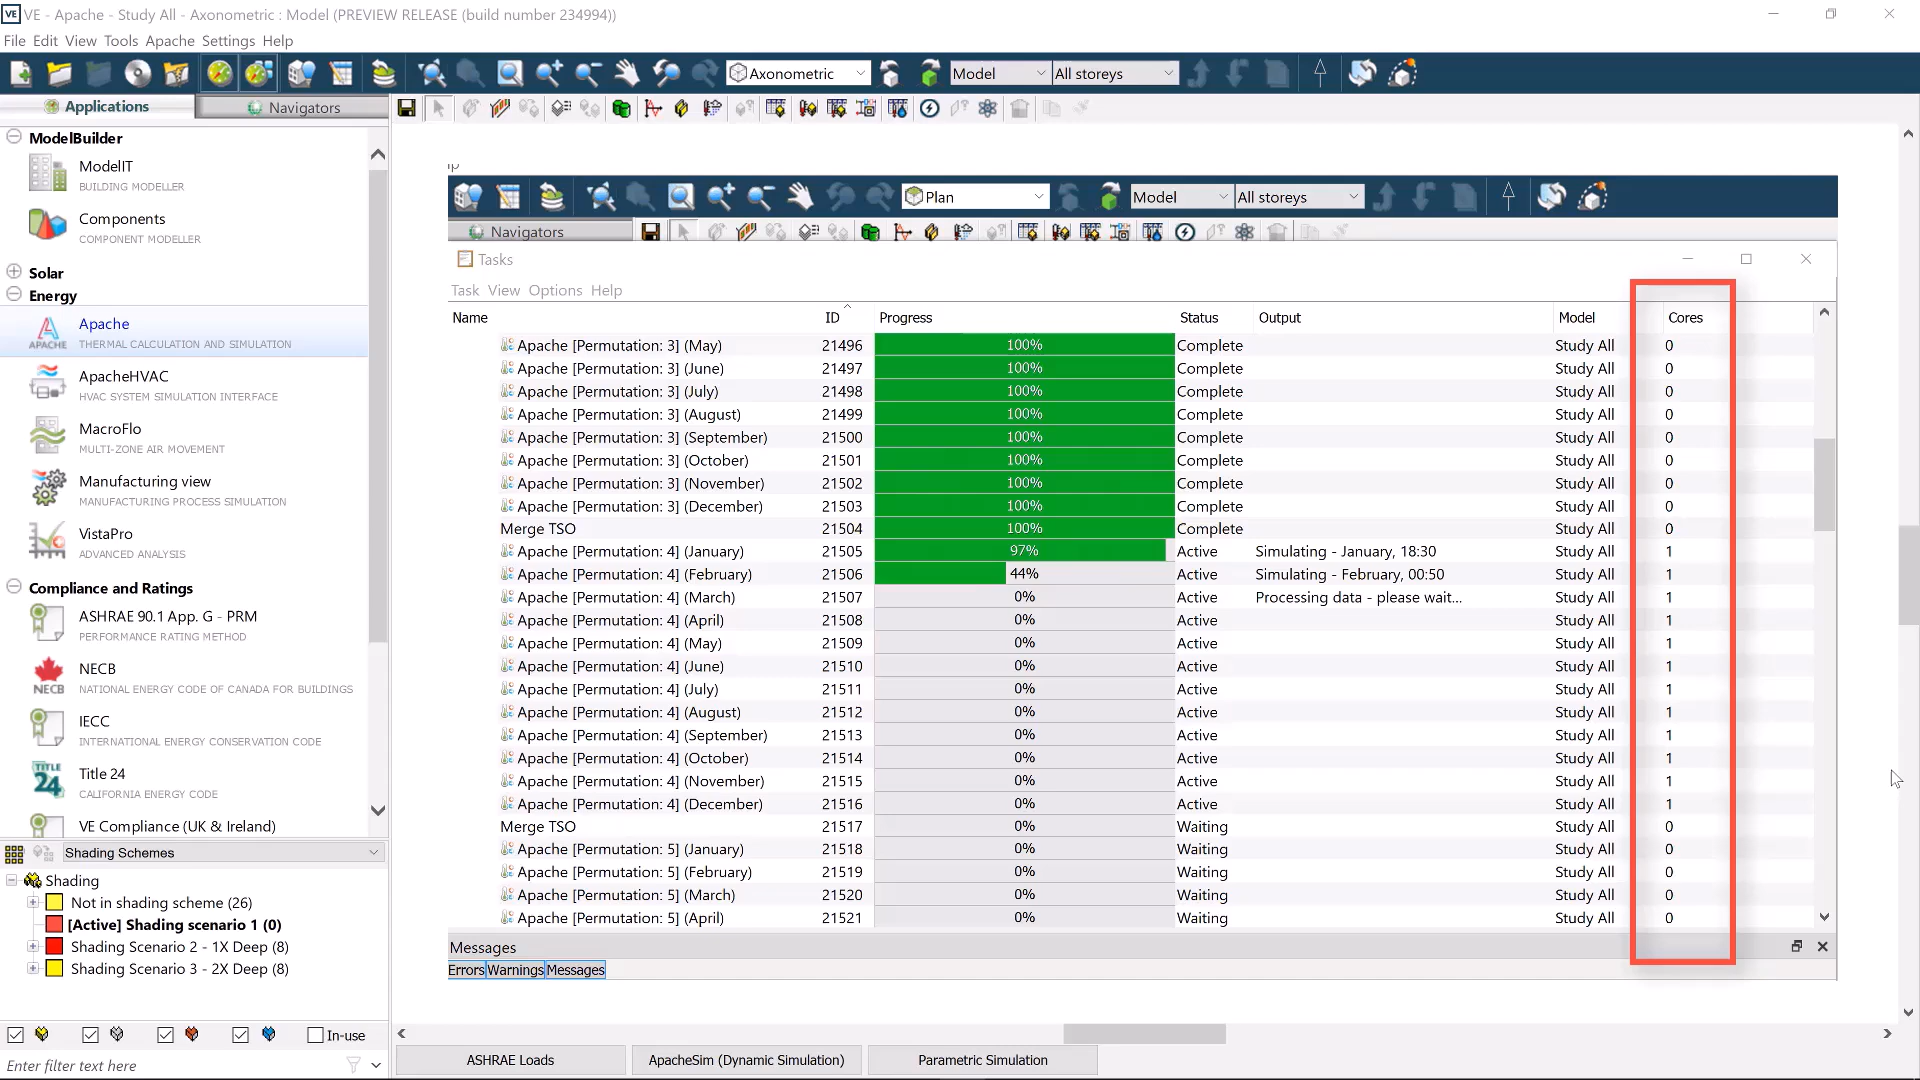 VE - Apache - Study All - Axonometric : Model (PREVIEW RELEASE (build number 234994))
File Edit View Tools Apache Settings Help
Axonometric Model All storeys
Applications Navigators
ModelBuilder
ModelIT
BUILDING MODELLER
Components
COMPONENT MODELLER
Solar
Energy
Apache
APACHE THERMAL CALCULATION AND SIMULATION
ApacheHVAC
HVAC SYSTEM SIMULATION INTERFACE
MacroFlo
MULTI-ZONE AIR MOVEMENT
Manufacturing view
MANUFACTURING PROCESS SIMULATION
VistaPro
ADVANCED ANALYSIS
Compliance and Ratings
ASHRAE 90.1 App. G - PRM
PERFORMANCE RATING METHOD
NECB
NECB NATIONAL ENERGY CODE OF CANADA FOR BUILDINGS
IECC
INTERNATIONAL ENERGY CONSERVATION CODE
TITLE 24
Title 24
CALIFORNIA ENERGY CODE
VE Compliance (UK & Ireland)
Shading Schemes
Shading
Not in shading scheme (26)
[Active] Shading scenario 1 (0)
Shading Scenario 2 - 1X Deep (8)
Shading Scenario 3 - 2X Deep (8)
In-use
Enter filter text here
Plan Model All storeys
Navigators
Tasks
Task View Options Help
Name ID Progress Status Output Model Cores
Apache [Permutation: 3] (May) 21496 100% Complete Study All 0
Apache [Permutation: 3] (June) 21497 100% Complete Study All 0
Apache [Permutation: 3] (July) 21498 100% Complete Study All 0
Apache [Permutation: 3] (August) 21499 100% Complete Study All 0
Apache [Permutation: 3] (September) 21500 100% Complete Study All 0
Apache [Permutation: 3] (October) 21501 100% Complete Study All 0
Apache [Permutation: 3] (November) 21502 100% Complete Study All 0
Apache [Permutation: 3] (December) 21503 100% Complete Study All 0
Merge TSO 21504 100% Complete Study All 0
Apache [Permutation: 4] (January) 21505 97% Active Simulating - January, 18:30 Study All 1
Apache [Permutation: 4] (February) 21506 44% Active Simulating - February, 00:50 Study All 1
Apache [Permutation: 4] (March) 21507 0% Active Processing data - please wait... Study All 1
Apache [Permutation: 4] (April) 21508 0% Active Study All 1
Apache [Permutation: 4] (May) 21509 0% Active Study All 1
Apache [Permutation: 4] (June) 21510 0% Active Study All 1
Apache [Permutation: 4] (July) 21511 0% Active Study All 1
Apache [Permutation: 4] (August) 21512 0% Active Study All 1
Apache [Permutation: 4] (September) 21513 0% Active Study All 1
Apache [Permutation: 4] (October) 21514 0% Active Study All 1
Apache [Permutation: 4] (November) 21515 0% Active Study All 1
Apache [Permutation: 4] (December) 21516 0% Active Study All 1
Merge TSO 21517 0% Waiting Study All 0
Apache [Permutation: 5] (January) 21518 0% Waiting Study All 0
Apache [Permutation: 5] (February) 21519 0% Waiting Study All 0
Apache [Permutation: 5] (March) 21520 0% Waiting Study All 0
Apache [Permutation: 5] (April) 21521 0% Waiting Study All 0
Messages
Errors Warnings Messages
ASHRAE Loads ApacheSim (Dynamic Simulation) Parametric Simulation